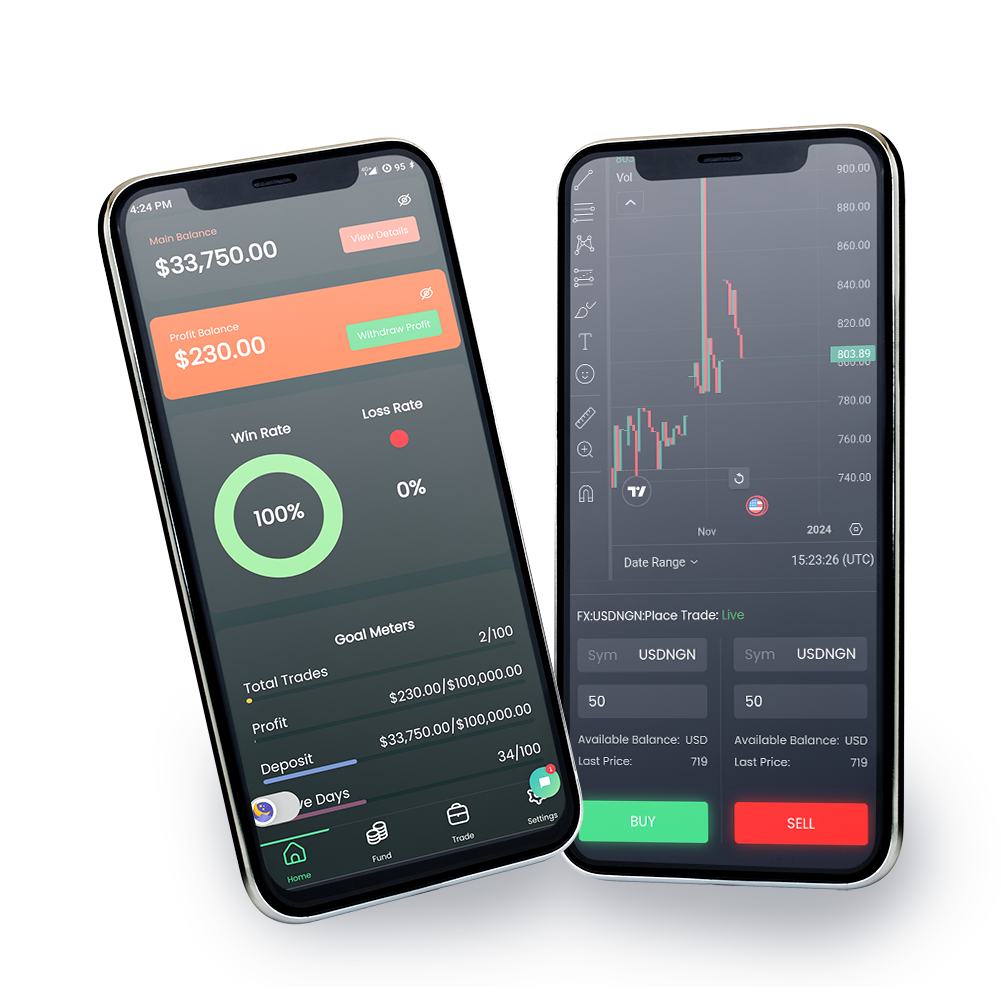 4:24 PM
4G 95
Main Balance
$33,750.00
View Details
Profit Balance
$230.00
Withdraw Profit
Win Rate
100%
Loss Rate
0%
Goal Meters
Total Trades 2/100
Profit $230.00/$100,000.00
Deposit $33,750.00/$100,000.00
ve Days 34/100
1
Home
Fund
Trade
Settings
Vol
900.00
880.00
860.00
840.00
820.00
803.89
780.00
760.00
740.00
T
Nov
2024
Date Range
15:23:26 (UTC)
FX:USDNGN:Place Trade: Live
Sym USDNGN
50
Available Balance: USD
Last Price: 719
BUY
Sym USDNGN
50
Available Balance: USD
Last Price: 719
SELL